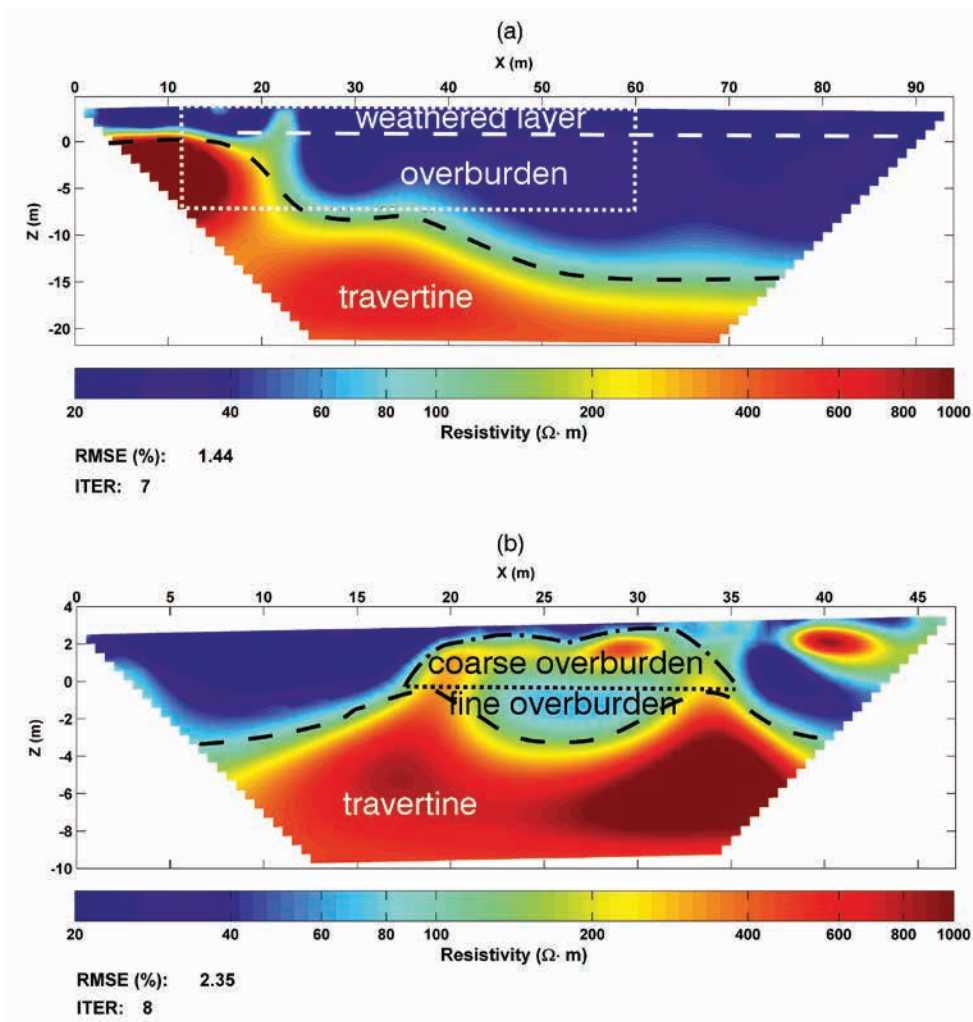 (a)
X (m)
0 10 20 30 40 50 60 70 80 90
weathered layer
0
overburden
-5
Z (m)
-10
-15
travertine
-20
20 40 60 80 100 200 400 600 800 1000
Resistivity (Ω· m)
RMSE (%): 1.44
ITER: 7
(b)
X (m)
0 5 10 15 20 25 30 35 40 45
4
2
coarse overburden
0
fine overburden
-2
Z (m)
-4
travertine
-6
-8
-10
20 40 60 80 100 200 400 600 800 1000
Resistivity (Ω· m)
RMSE (%): 2.35
ITER: 8